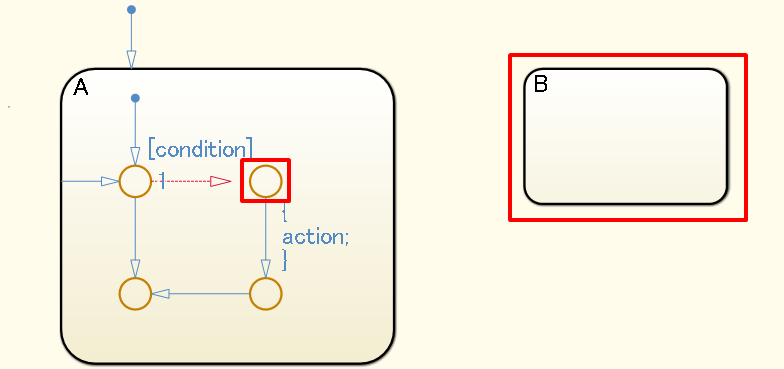 A
B
[condition]
1
{
action;
}